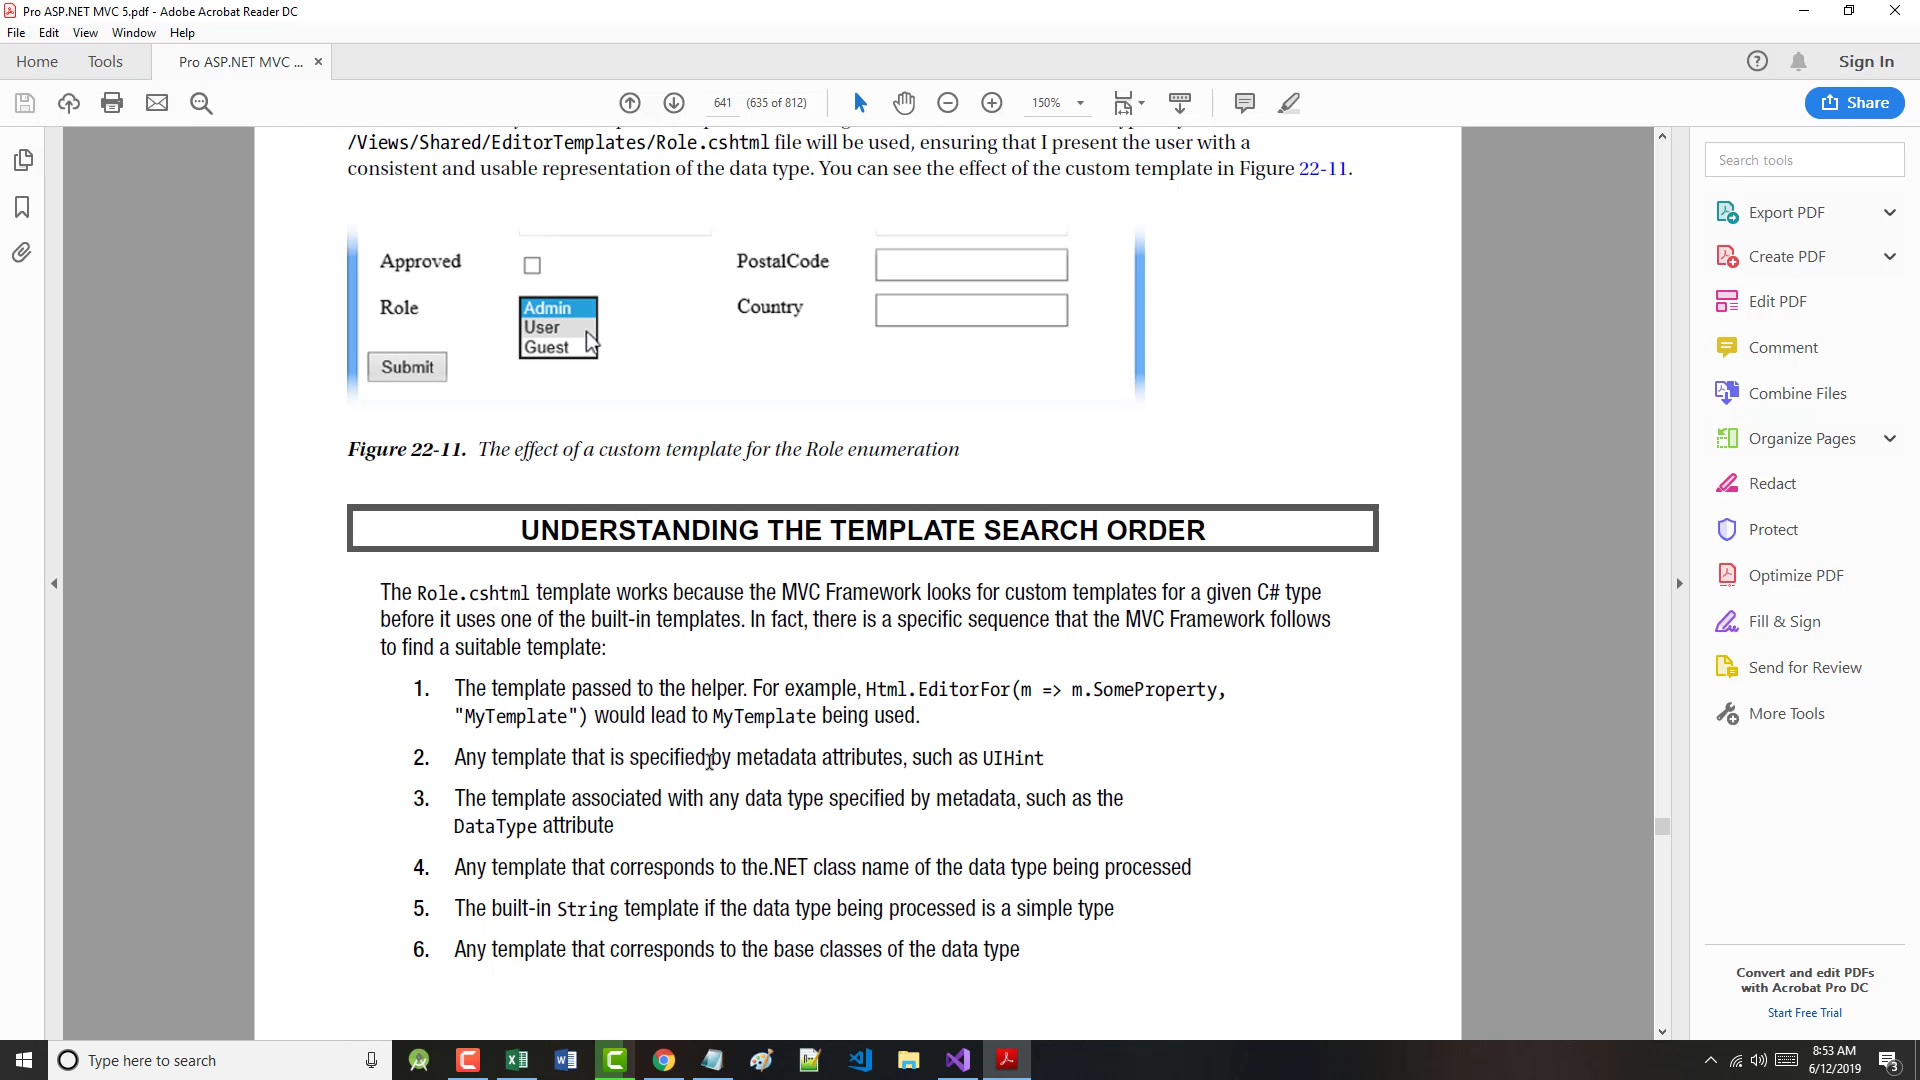 Pro ASP.NET MVC 5.pdf - Adobe Acrobat Reader DC
File Edit View Window Help
Home Tools Pro ASP.NET MVC ... ×
Sign In
641 (635 of 812) 150%
Share
/Views/Shared/EditorTemplates/Role.cshtml file will be used, ensuring that I present the user with a
consistent and usable representation of the data type. You can see the effect of the custom template in Figure 22-11.
Approved PostalCode
Role Admin Country
User
Guest
Submit
Figure 22-11. The effect of a custom template for the Role enumeration
UNDERSTANDING THE TEMPLATE SEARCH ORDER
The Role.cshtml template works because the MVC Framework looks for custom templates for a given C# type
before it uses one of the built-in templates. In fact, there is a specific sequence that the MVC Framework follows
to find a suitable template:
1. The template passed to the helper. For example, Html.EditorFor(m => m.SomeProperty,
"MyTemplate") would lead to MyTemplate being used.
2. Any template that is specified by metadata attributes, such as UIHint
3. The template associated with any data type specified by metadata, such as the
DataType attribute
4. Any template that corresponds to the.NET class name of the data type being processed
5. The built-in String template if the data type being processed is a simple type
6. Any template that corresponds to the base classes of the data type
Search tools
Export PDF
Create PDF
Edit PDF
Comment
Combine Files
Organize Pages
Redact
Protect
Optimize PDF
Fill & Sign
Send for Review
More Tools
Convert and edit PDFs
with Acrobat Pro DC
Start Free Trial
Type here to search
8:53 AM
6/12/2019
3